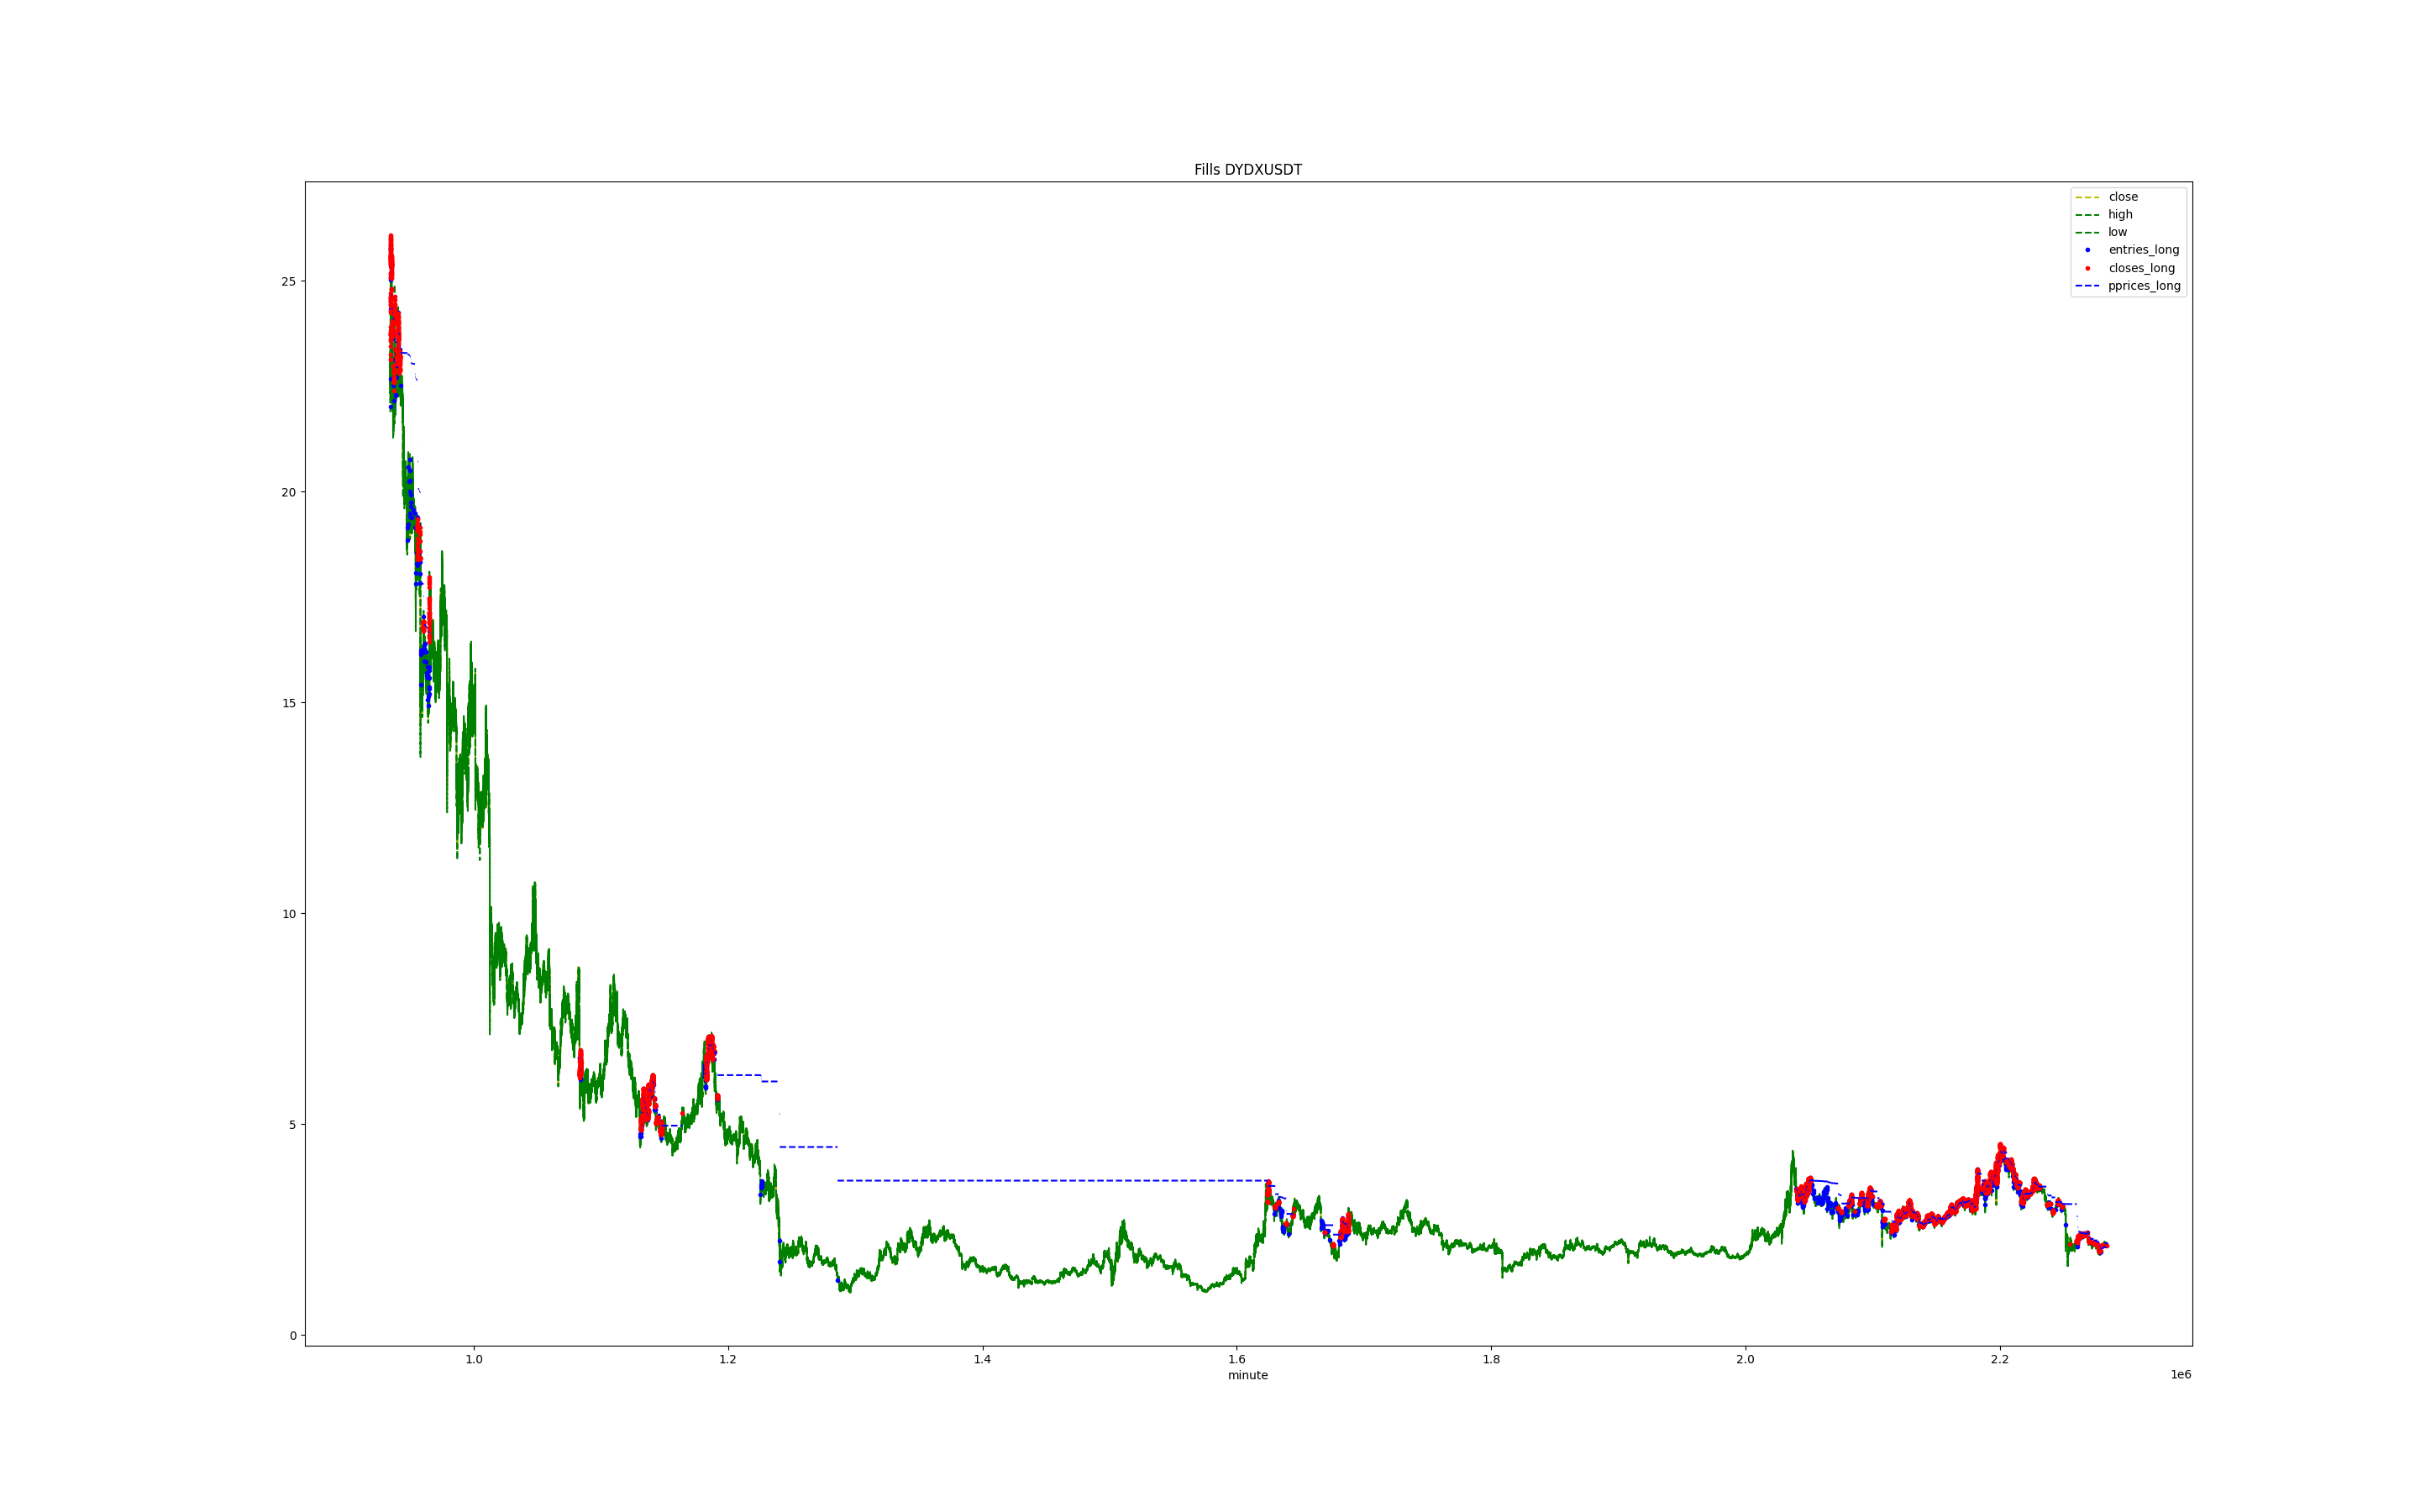 Fills DYDXUSDT
close
high
low
entries_long
closes_long
pprices_long
25
20
15
10
5
0
1.0 1.2 1.4 1.6 1.8 2.0 2.2
minute
1e6